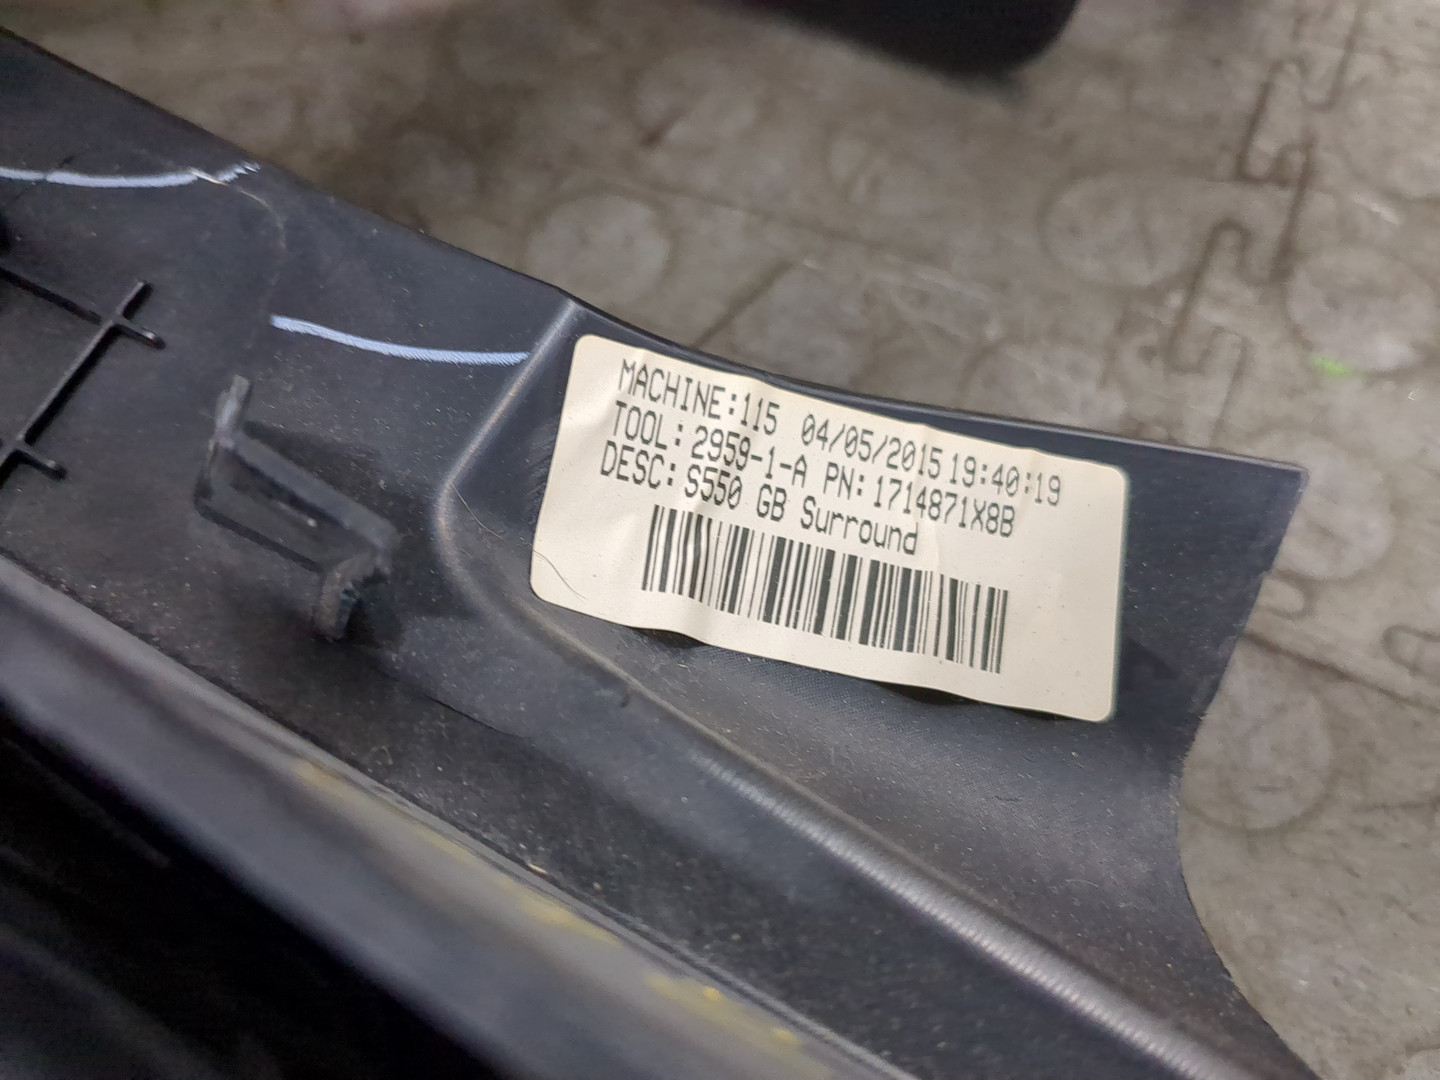 MACHINE:115 04/05/2015 19:40:19
TOOL: 2959-1-A PN:1714871X8B
DESC: S550 GB Surround